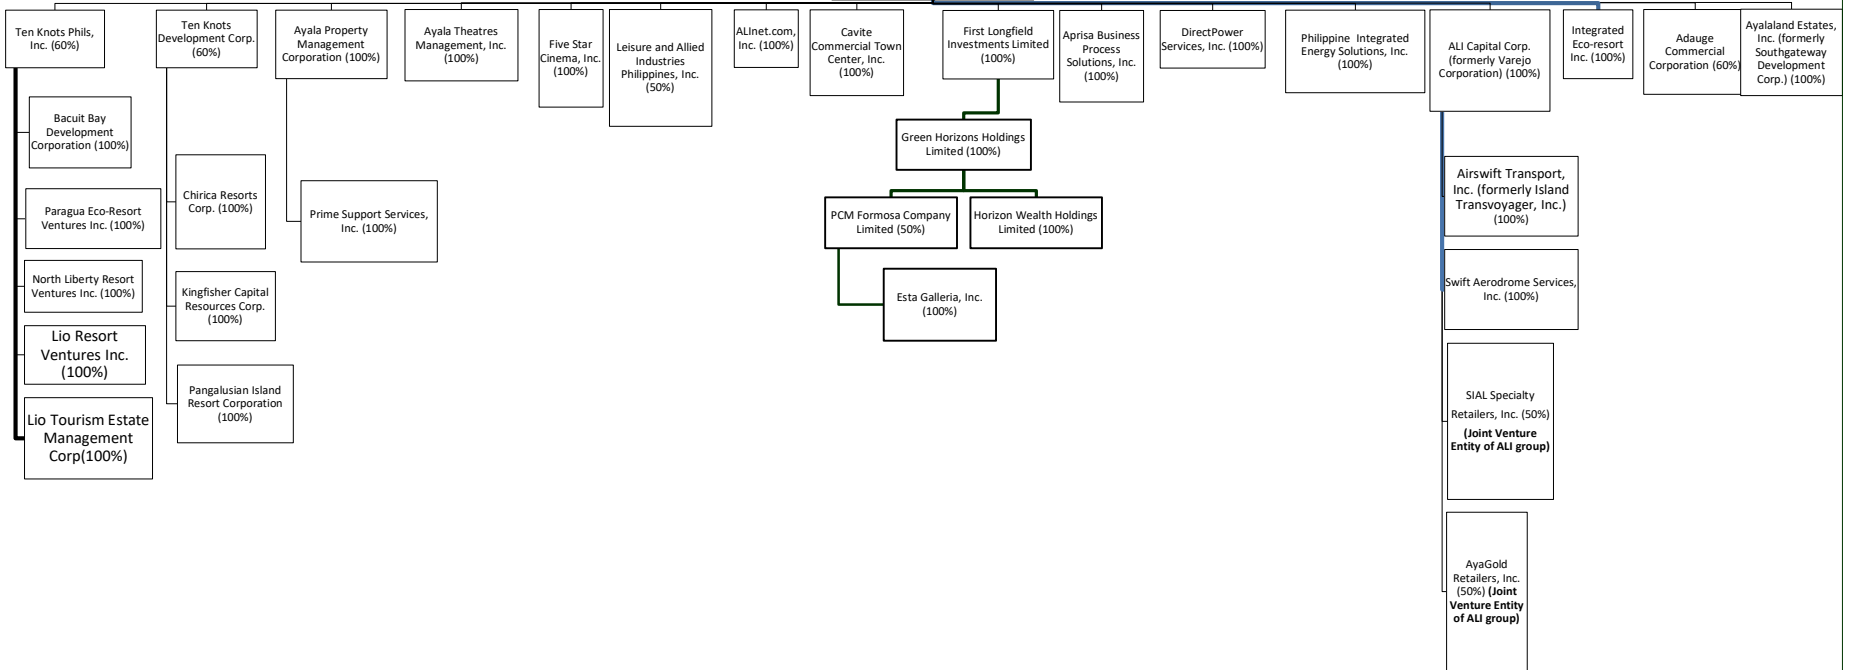 Ten Knots Phils,
Inc. (60%)
Ten Knots
Development Corp.
(60%)
Ayala Property
Management
Corporation (100%)
Ayala Theatres
Management, Inc.
(100%)
Five Star
Cinema, Inc.
(100%)
Leisure and Allied
Industries
Philippines, Inc.
(50%)
ALInet.com,
Inc. (100%)
Cavite
Commercial Town
Center, Inc.
(100%)
First Longfield
Investments Limited
(100%)
Aprisa Business
Process
Solutions, Inc.
(100%)
DirectPower
Services, Inc. (100%)
Philippine Integrated
Energy Solutions, Inc.
(100%)
ALI Capital Corp.
(formerly Varejo
Corporation) (100%)
Integrated
Eco-resort
Inc. (100%)
Adauge
Commercial
Corporation (60%)
Ayalaland Estates,
Inc. (formerly
Southgateway
Development
Corp.) (100%)
Bacuit Bay
Development
Corporation (100%)
Paragua Eco-Resort
Ventures Inc. (100%)
North Liberty Resort
Ventures Inc. (100%)
Lio Resort
Ventures Inc.
(100%)
Lio Tourism Estate
Management
Corp(100%)
Chirica Resorts
Corp. (100%)
Kingfisher Capital
Resources Corp.
(100%)
Pangalusian Island
Resort Corporation
(100%)
Prime Support Services,
Inc. (100%)
Green Horizons Holdings
Limited (100%)
PCM Formosa Company
Limited (50%)
Horizon Wealth Holdings
Limited (100%)
Esta Galleria, Inc.
(100%)
Airswift Transport,
Inc. (formerly Island
Transvoyager, Inc.)
(100%)
Swift Aerodrome Services,
Inc. (100%)
SIAL Specialty
Retailers, Inc. (50%)
(Joint Venture
Entity of ALI group)
AyaGold
Retailers, Inc.
(50%) (Joint
Venture Entity
of ALI group)